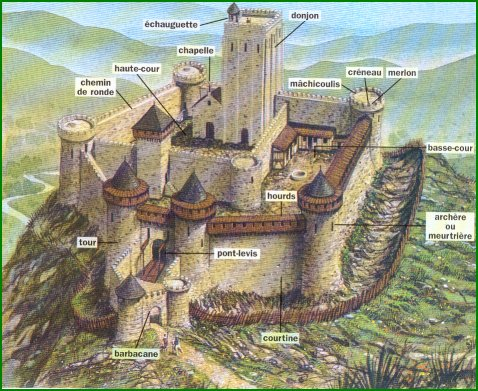 échauguette
donjon
chapelle
haute-cour
chemin
de ronde
mâchicoulis
créneau
merlon
basse-cour
hourds
archère
ou
meurtrière
tour
pont-levis
courtine
barbacane